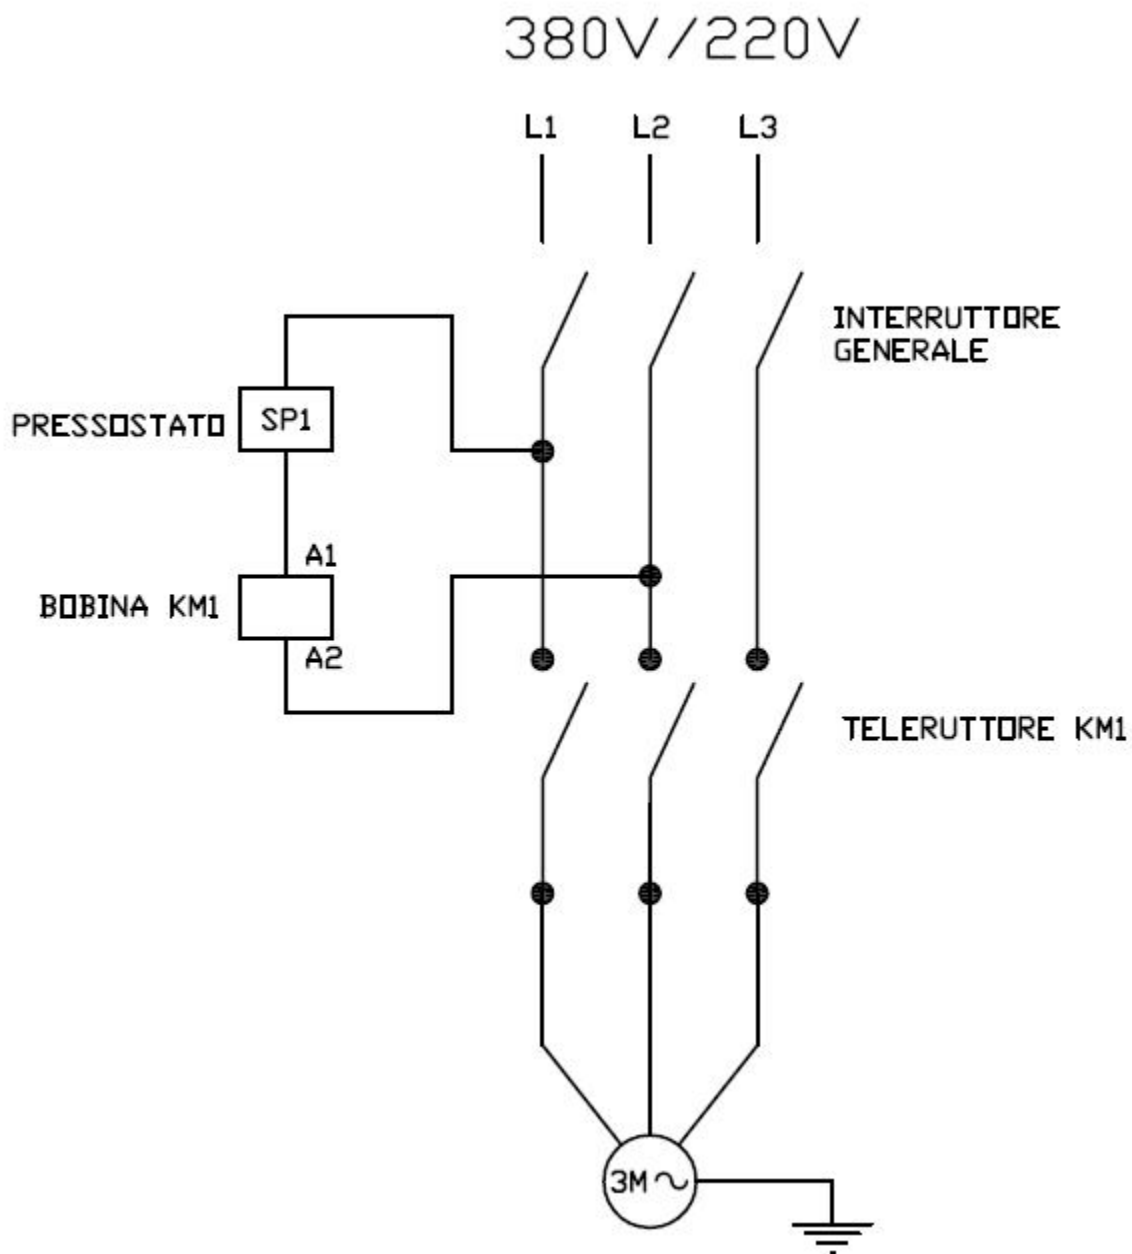 380V/220V
L1 L2 L3
INTERRUTTORE
GENERALE
PRESSOSTATO SP1
A1
BOBINA KM1
A2
TELERUTTORE KM1
3M~